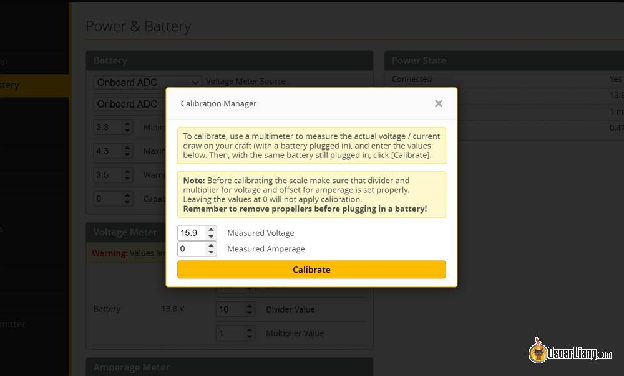 Power & Battery
Battery
Power State
Onboard ADC
Voltage Meter Source
Connected
Yes
Onboard ADC
Calibration Manager
To calibrate, use a multimeter to measure the actual voltage / current
draw on your craft (with a battery plugged in), and enter the values
below. Then, with the same battery still plugged in, click [Calibrate].
3.3
4.3
3.5
0
Note: Before calibrating the scale make sure that divider and
multiplier for voltage and offset for amperage is set properly.
Leaving the values at 0 will not apply calibration.
Remember to remove propellers before plugging in a battery!
Voltage Meter
15.9
Measured Voltage
0
Measured Amperage
Warning:
Calibrate
Battery
13.8 V
10
Divider Value
1
Multiplier Value
Amperage Meter
OscarLiang.com